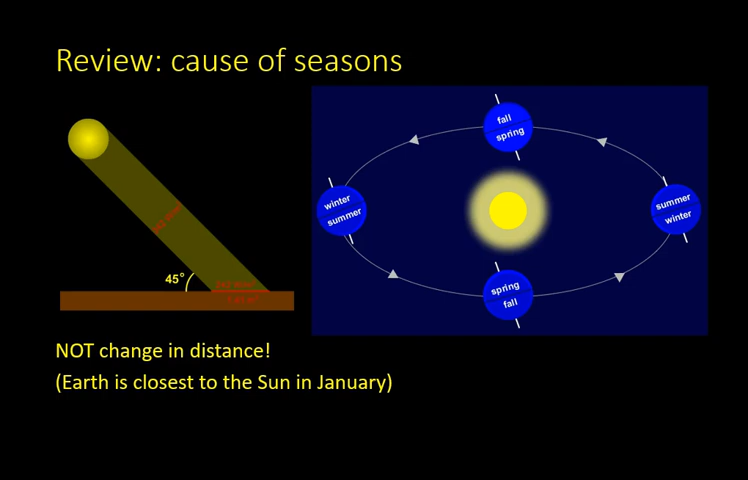 Review: cause of seasons
45°
fall
spring
winter
summer
summer
winter
spring
fall
NOT change in distance!
(Earth is closest to the Sun in January)